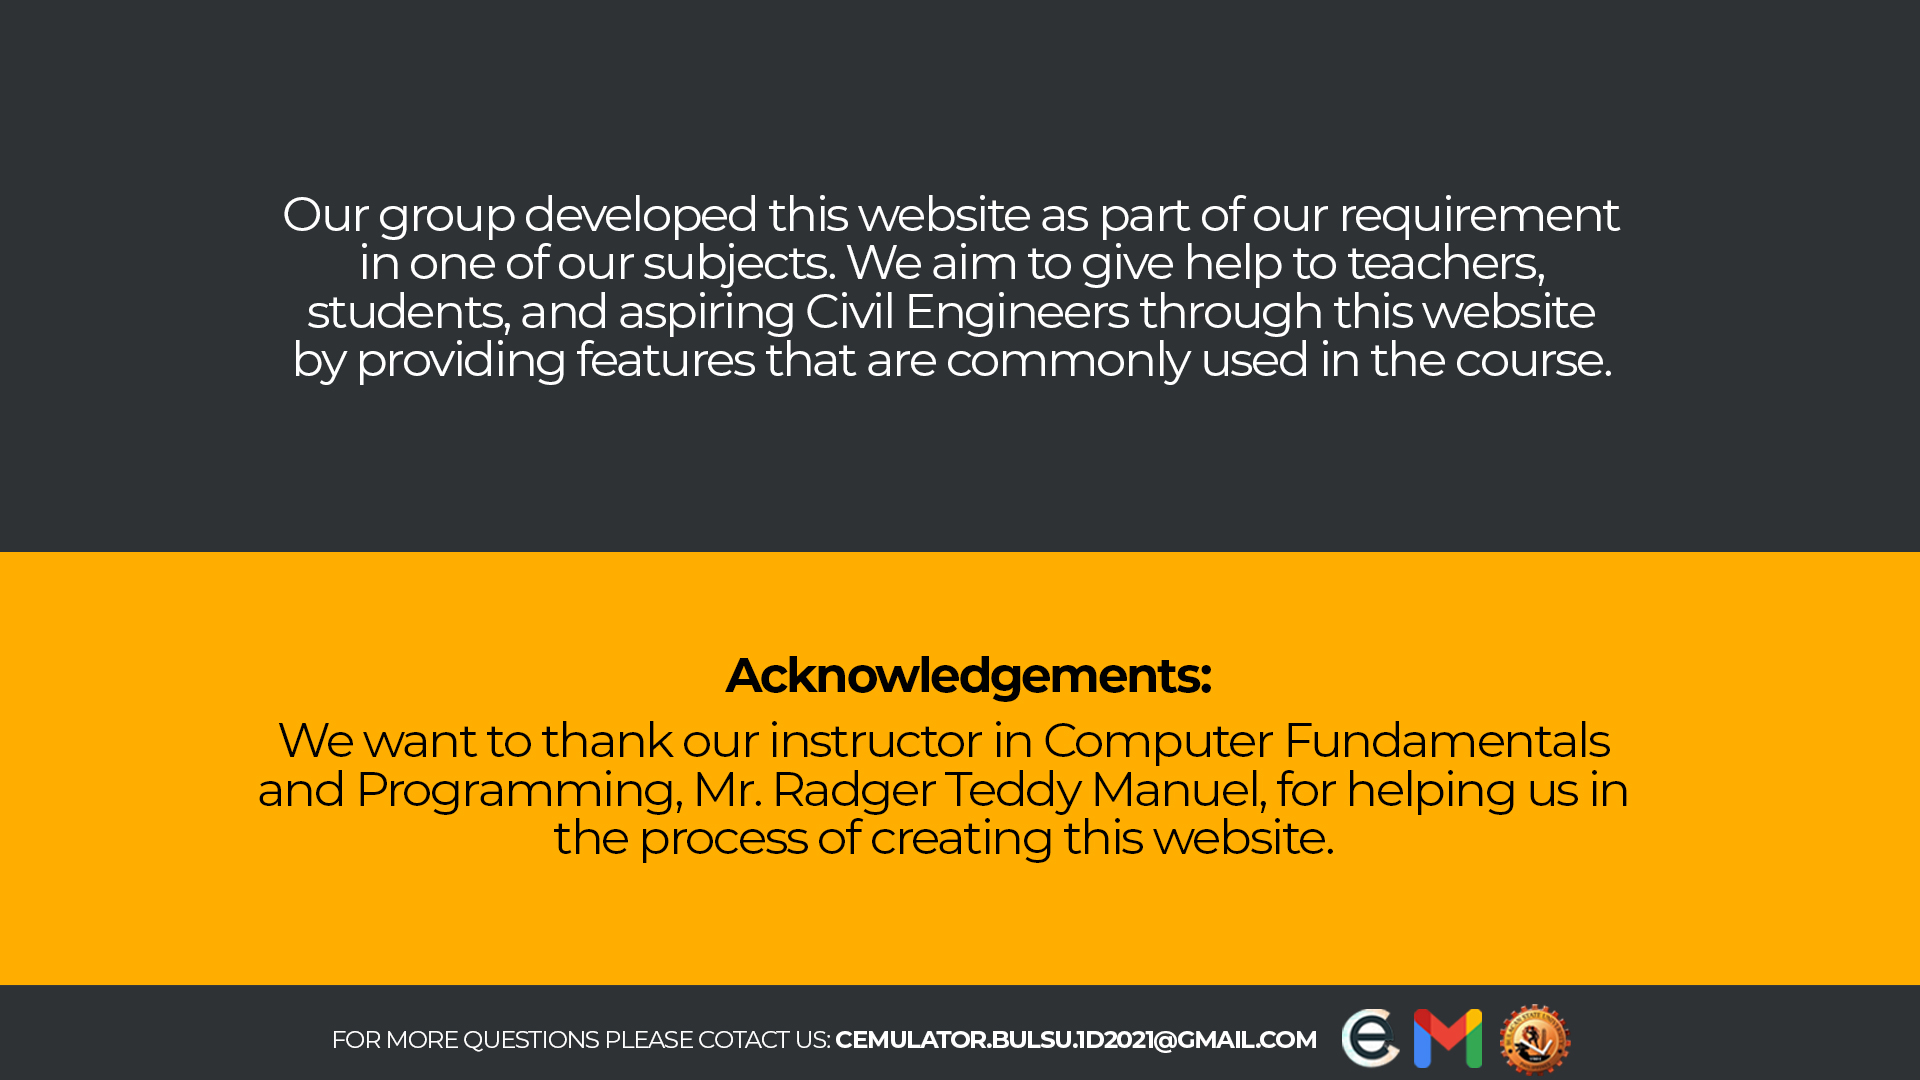 Our group developed this website as part of our requirement
in one of our subjects. We aim to give help to teachers,
students, and aspiring Civil Engineers through this website
by providing features that are commonly used in the course.
Acknowledgements:
We want to thank our instructor in Computer Fundamentals
and Programming, Mr. Radger Teddy Manuel, for helping us in
the process of creating this website.
FOR MORE QUESTIONS PLEASE COTACT US: CEMULATOR.BULSU.1D2021@GMAIL.COM